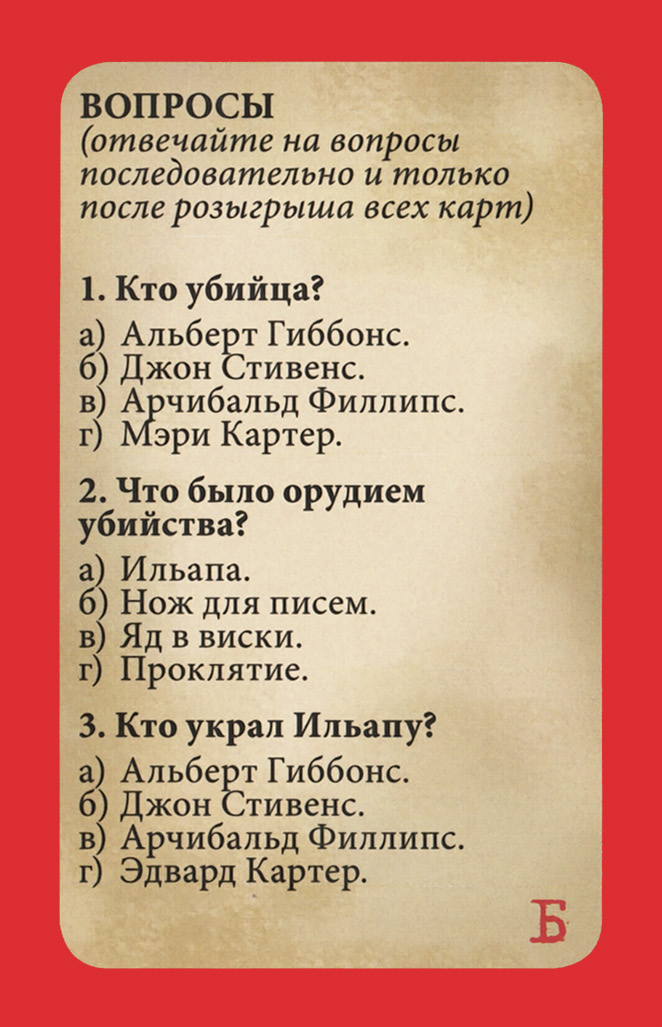 ВОПРОСЫ
(отвечайте на вопросы
последовательно и только
после розыгрыша всех карт)
1. Кто убийца?
а) Альберт Гиббонс.
б) Джон Стивенс.
в) Арчибальд Филлипс.
г) Мэри Картер.
2. Что было орудием
убийства?
а) Ильапа.
б) Нож для писем.
в) Яд в виски.
г) Проклятие.
3. Кто украл Ильапу?
а) Альберт Гиббонс.
б) Джон Стивенс.
в) Арчибальд Филлипс.
г) Эдвард Картер.
Б